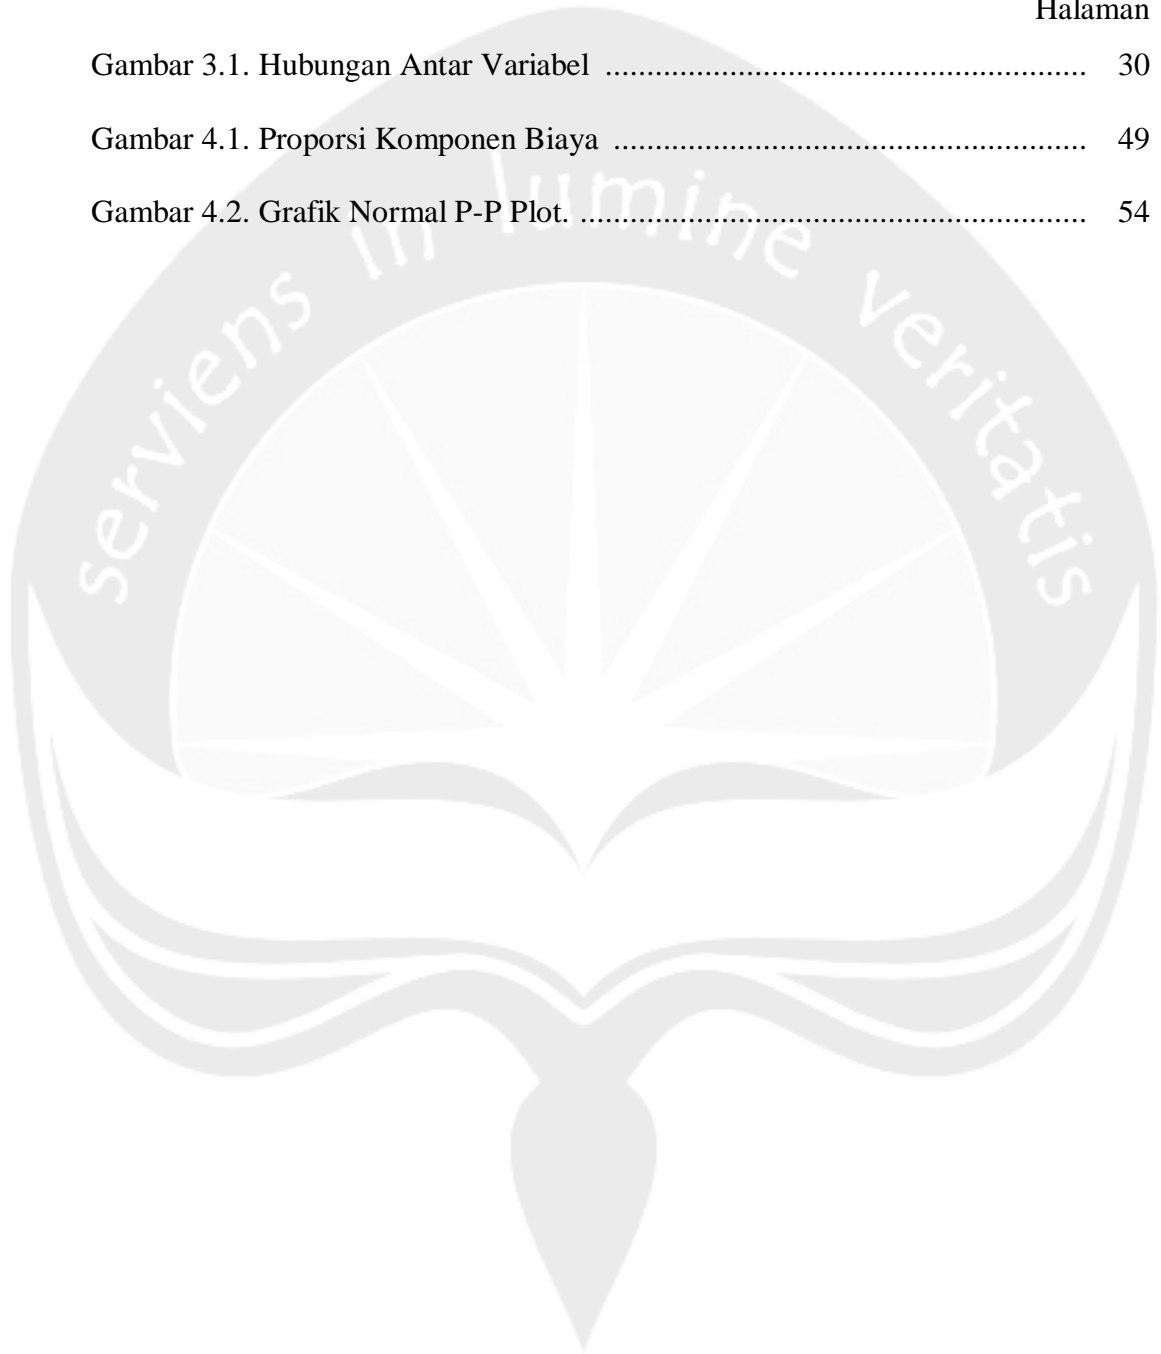 Halaman
Gambar 3.1. Hubungan Antar Variabel .......................................................... 30
Gambar 4.1. Proporsi Komponen Biaya ......................................................... 49
Gambar 4.2. Grafik Normal P-P Plot. ............................................................. 54
serviens in lumine veritatis